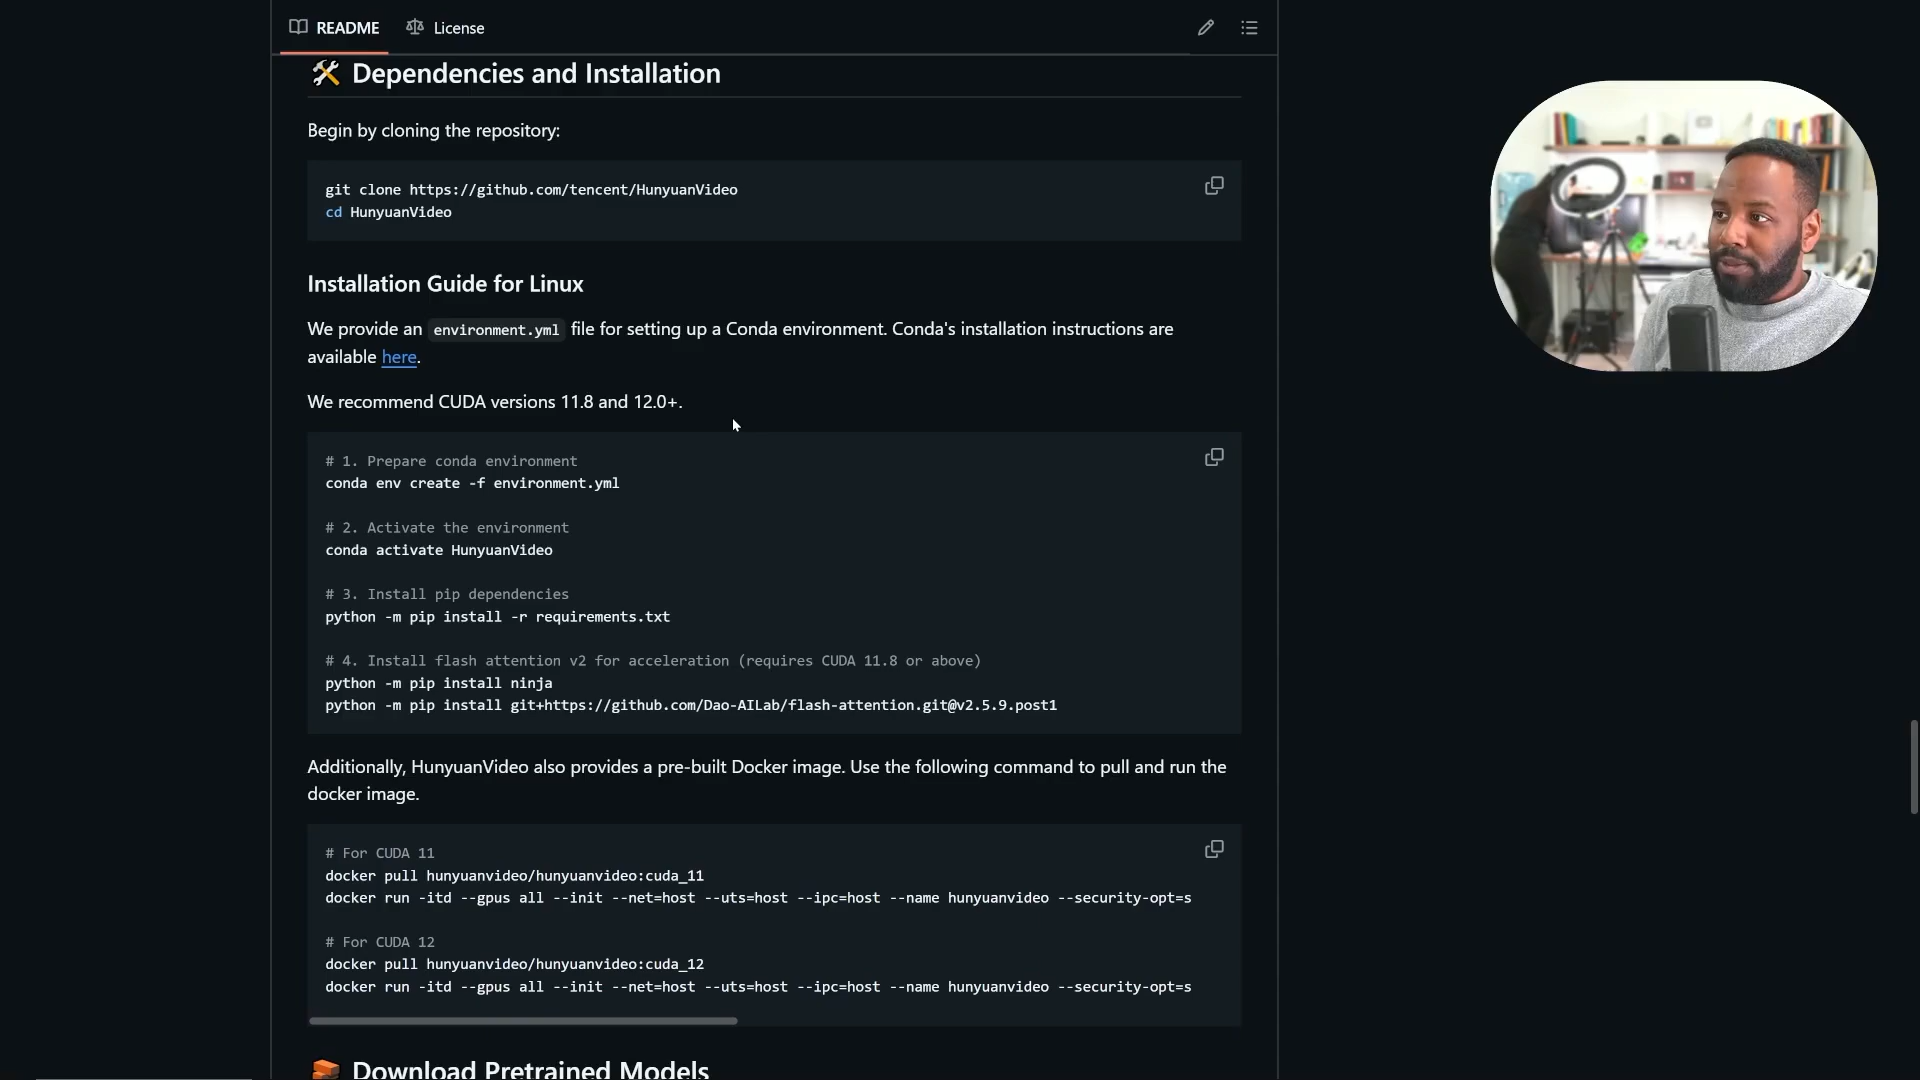 README License
Dependencies and Installation
Begin by cloning the repository:
git clone https://github.com/tencent/HunyuanVideo
cd HunyuanVideo
Installation Guide for Linux
We provide an environment.yml file for setting up a Conda environment. Conda's installation instructions are
available here.
We recommend CUDA versions 11.8 and 12.0+.
# 1. Prepare conda environment
conda env create -f environment.yml
# 2. Activate the environment
conda activate HunyuanVideo
# 3. Install pip dependencies
python -m pip install -r requirements.txt
# 4. Install flash attention v2 for acceleration (requires CUDA 11.8 or above)
python -m pip install ninja
python -m pip install git+https://github.com/Dao-AILab/flash-attention.git@v2.5.9.post1
Additionally, HunyuanVideo also provides a pre-built Docker image. Use the following command to pull and run the
docker image.
# For CUDA 11
docker pull hunyuanvideo/hunyuanvideo:cuda_11
docker run -itd --gpus all --init --net=host --uts=host --ipc=host --name hunyuanvideo --security-opt=s
# For CUDA 12
docker pull hunyuanvideo/hunyuanvideo:cuda_12
docker run -itd --gpus all --init --net=host --uts=host --ipc=host --name hunyuanvideo --security-opt=s
Download Pretrained Models